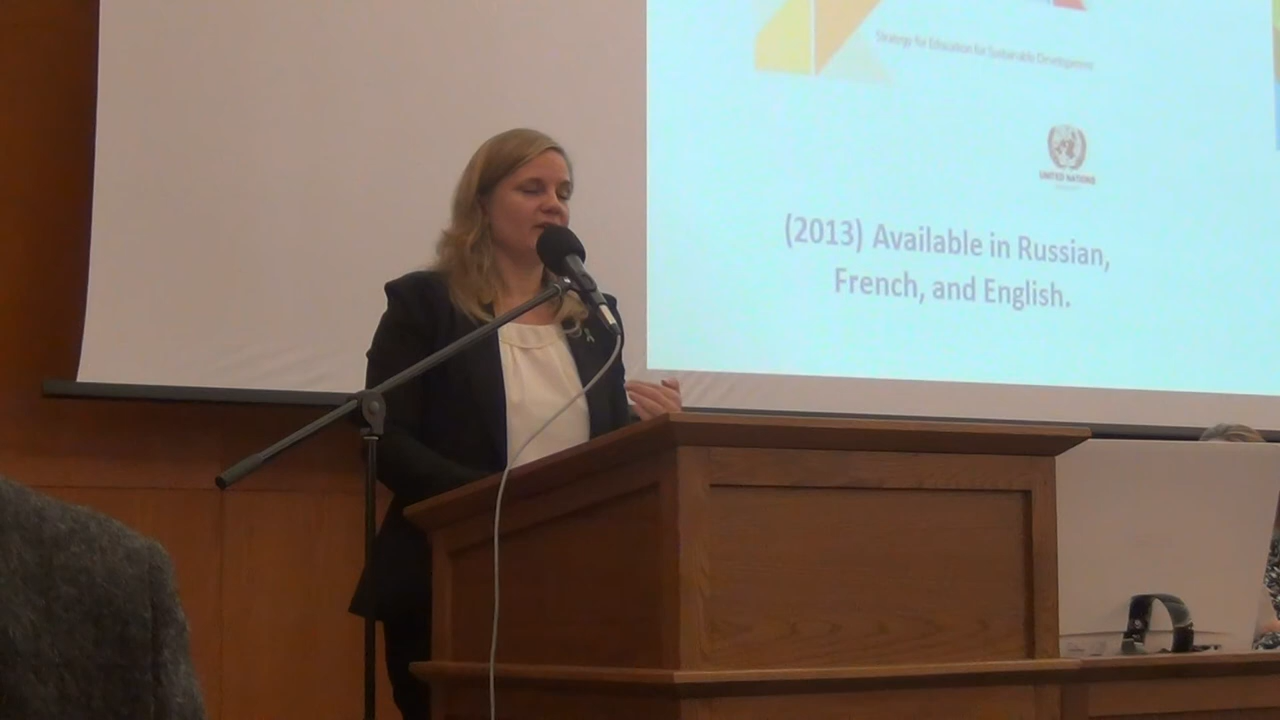 Strategy for Education for Sustainable Development
UNITED NATIONS
(2013) Available in Russian,
French, and English.